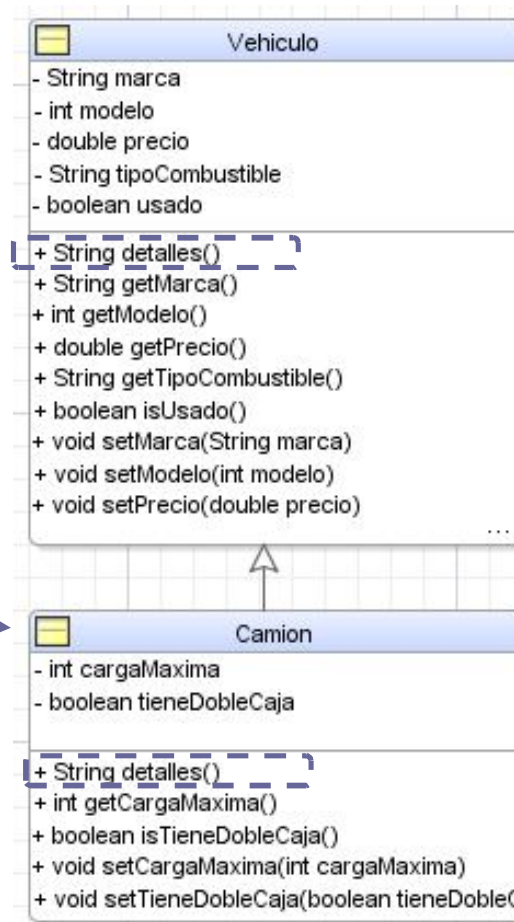 Vehiculo
- String marca
- int modelo
- double precio
- String tipoCombustible
- boolean usado
+ String detalles()
+ String getMarca()
+ int getModelo()
+ double getPrecio()
+ String getTipoCombustible()
+ boolean isUsado()
+ void setMarca(String marca)
+ void setModelo(int modelo)
+ void setPrecio(double precio)
...
Camion
- int cargaMaxima
- boolean tieneDobleCaja
+ String detalles()
+ int getCargaMaxima()
+ boolean isTieneDobleCaja()
+ void setCargaMaxima(int cargaMaxima)
+ void setTieneDobleCaja(boolean tieneDoble